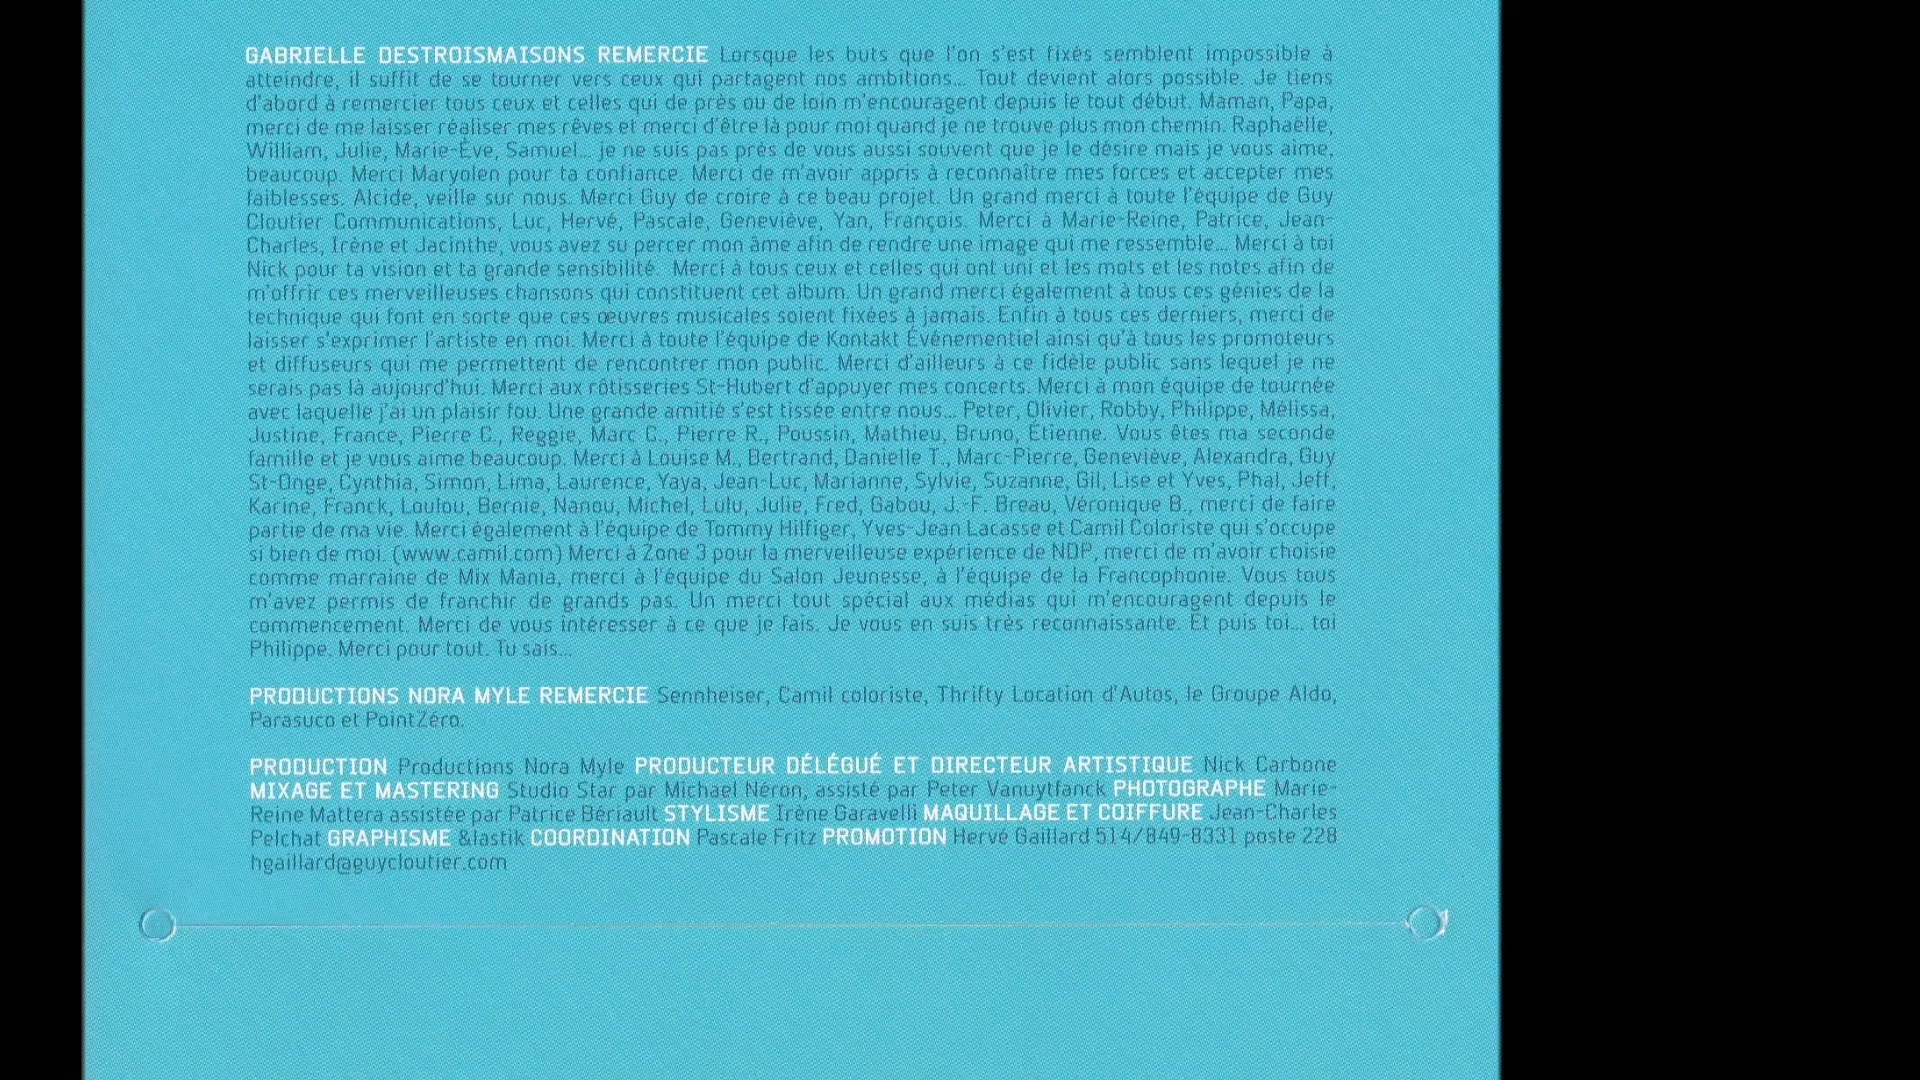 GABRIELLE DESTROISMAISONS REMERCIE Lorsque les buts que l'on s'est fixés semblent impossible à
atteindre, il suffit de se tourner vers ceux qui partagent nos ambitions... Tout devient alors possible. Je tiens
d'abord à remercier tous ceux et celles qui de près ou de loin m'encouragent depuis le tout début. Maman, Papa,
merci de me laisser réaliser mes rêves et merci d'être là pour moi quand je ne trouve plus mon chemin. Raphaëlle,
William, Julie, Marie-Ève, Samuel... je ne suis pas près de vous aussi souvent que je le désire mais je vous aime,
beaucoup. Merci Maryolen pour ta confiance. Merci de m'avoir appris à reconnaître mes forces et accepter mes
faiblesses. Alcide, veille sur nous. Merci Guy de croire à ce beau projet. Un grand merci à toute l'équipe de Guy
Cloutier Communications, Luc, Hervé, Pascale, Geneviève, Yan, François. Merci à Marie-Reine, Patrice, Jean-
Charles, Irène et Jacinthe, vous avez su percer mon âme afin de rendre une image qui me ressemble... Merci à toi
Nick pour ta vision et ta grande sensibilité. Merci à tous ceux et celles qui ont uni et les mots et les notes afin de
m'offrir ces merveilleuses chansons qui constituent cet album. Un grand merci également à tous ces génies de la
technique qui font en sorte que ces œuvres musicales soient fixées à jamais. Enfin à tous ces derniers, merci de
laisser s'exprimer l'artiste en moi. Merci à toute l'équipe de Kontakt Événementiel ainsi qu'à tous les promoteurs
et diffuseurs qui me permettent de rencontrer mon public. Merci d'ailleurs à ce fidèle public sans lequel je ne
serais pas là aujourd'hui. Merci aux rôtisseries St-Hubert d'appuyer mes concerts. Merci à mon équipe de tournée
avec laquelle j'ai un plaisir fou. Une grande amitié s'est tissée entre nous... Peter, Olivier, Robby, Philippe, Mélissa,
Justine, France, Pierre C., Reggie, Marc C., Pierre R., Poussin, Mathieu, Bruno, Étienne. Vous êtes ma seconde
famille et je vous aime beaucoup. Merci à Louise M., Bertrand, Danielle T., Marc-Pierre, Geneviève, Alexandra, Guy
St-Onge, Cynthia, Simon, Lima, Laurence, Yaya, Jean-Luc, Marianne, Sylvie, Suzanne, Gil, Lise et Yves, Phal, Jeff,
Karine, Franck, Loulou, Bernie, Nanou, Michel, Lulu, Julie, Fred, Gabou, J.-F. Breau, Véronique B., merci de faire
partie de ma vie. Merci également à l'équipe de Tommy Hilfiger, Yves-Jean Lacasse et Camil Coloriste qui s'occupe
si bien de moi. (www.camil.com) Merci à Zone 3 pour la merveilleuse expérience de NDP, merci de m'avoir choisie
comme marraine de Mix Mania, merci à l'équipe du Salon Jeunesse, à l'équipe de la Francophonie. Vous tous
m'avez permis de franchir de grands pas. Un merci tout spécial aux médias qui m'encouragent depuis le
commencement. Merci de vous intéresser à ce que je fais. Je vous en suis très reconnaissante. Et puis toi... toi
Philippe. Merci pour tout. Tu sais...
PRODUCTIONS NORA MYLE REMERCIE Sennheiser, Camil coloriste, Thrifty Location d'Autos, le Groupe Aldo,
Parasuco et PointZéro.
PRODUCTION Productions Nora Myle PRODUCTEUR DÉLÉGUÉ ET DIRECTEUR ARTISTIQUE Nick Carbone
MIXAGE ET MASTERING Studio Star par Michael Néron, assisté par Peter Vanuytfanck PHOTOGRAPHE Marie-
Reine Mattera assistée par Patrice Bériault STYLISME Irène Garavelli MAQUILLAGE ET COIFFURE Jean-Charles
Pelchat GRAPHISME &lastik COORDINATION Pascale Fritz PROMOTION Hervé Gaillard 514/849-8331 poste 228
hgaillard@guycloutier.com